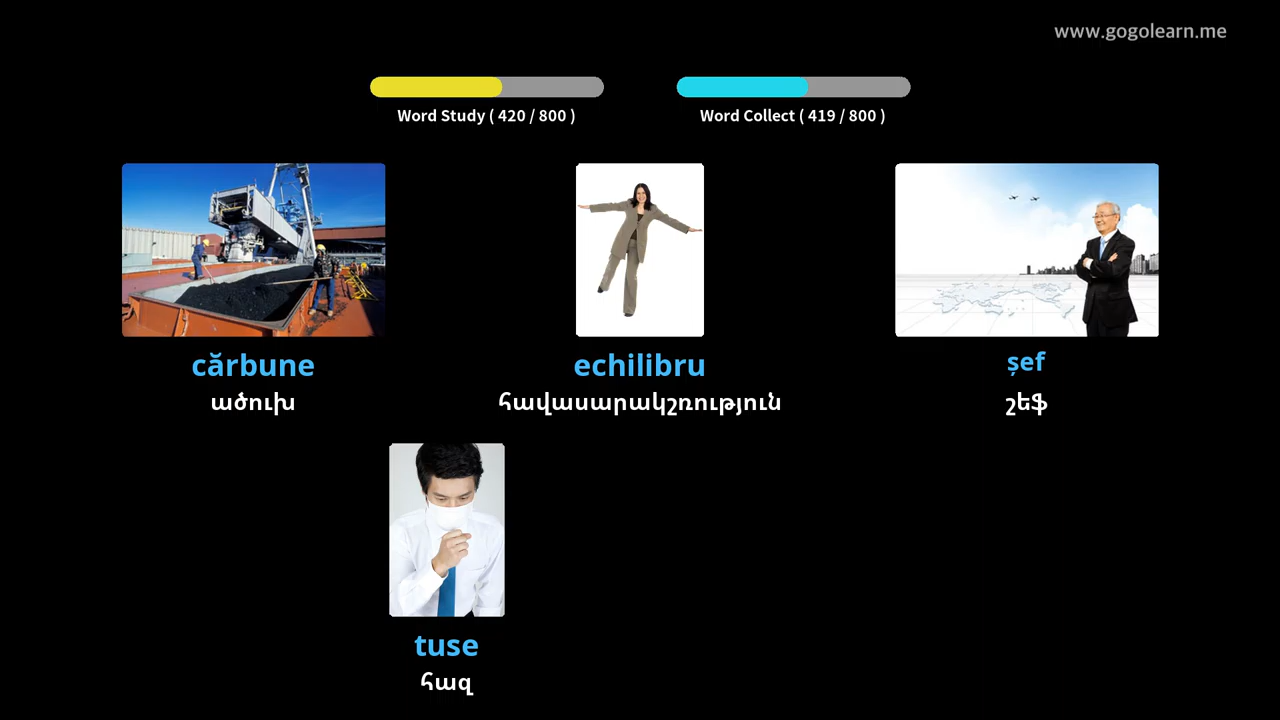 www.gogolearn.me
Word Study ( 420 / 800 )
Word Collect ( 419 / 800 )
cărbune
echilibru
șef
ածուխ
հավասարակշռություն
շեֆ
tuse
հազ